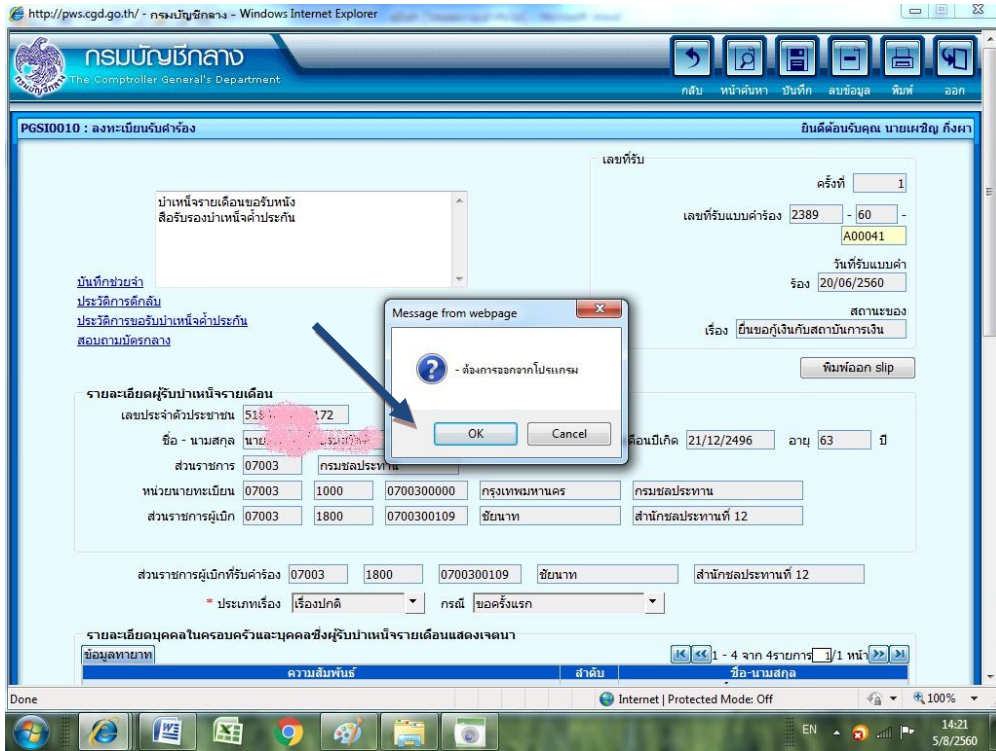 http://pws.cgd.go.th/ - กรมบัญชีกลาง - Windows Internet Explorer
กรมบัญชีกลาง
The Comptroller General's Department
กลับ หน้าค้นหา บันทึก ลบข้อมูล พิมพ์ ออก
PGSI0010 : ลงทะเบียนรับคำร้อง
ยินดีต้อนรับคุณ นายเผชิญ กิ่งผา
เลขที่รับ
ครั้งที่ 1
บำเหน็จรายเดือนขอรับหนัง
สือรับรองบำเหน็จค้ำประกัน
เลขที่รับแบบคำร้อง 2389 - 60 -
A00041
วันที่รับแบบคำ
ร้อง 20/06/2560
บันทึกช่วยจำ
ประวัติการตีกลับ
ประวัติการขอรับบำเหน็จค้ำประกัน
สอบถามบัตรกลาง
สถานะของ
เรื่อง ยื่นขอกู้เงินกับสถาบันการเงิน
พิมพ์ออก slip
Message from webpage
- ต้องการออกจากโปรแกรม
OK Cancel
รายละเอียดผู้รับบำเหน็จรายเดือน
เลขประจำตัวประชาชน 518 172
ชื่อ - นามสกุล นาย
ดือนปีเกิด 21/12/2496 อายุ 63 ปี
ส่วนราชการ 07003 กรมชลประทาน
หน่วยนายทะเบียน 07003 1000 0700300000 กรุงเทพมหานคร กรมชลประทาน
ส่วนราชการผู้เบิก 07003 1800 0700300109 ชัยนาท สำนักชลประทานที่ 12
ส่วนราชการผู้เบิกที่รับคำร้อง 07003 1800 0700300109 ชัยนาท สำนักชลประทานที่ 12
* ประเภทเรื่อง เรื่องปกติ กรณี ขอครั้งแรก
รายละเอียดบุคคลในครอบครัวและบุคคลซึ่งผู้รับบำเหน็จรายเดือนแสดงเจตนา
ข้อมูลทายาท
1 - 4 จาก 4รายการ 1/1 หน้า
ความสัมพันธ์ ลำดับ ชื่อ-นามสกุล
Done
Internet | Protected Mode: Off
100%
EN
14:21
5/8/2560